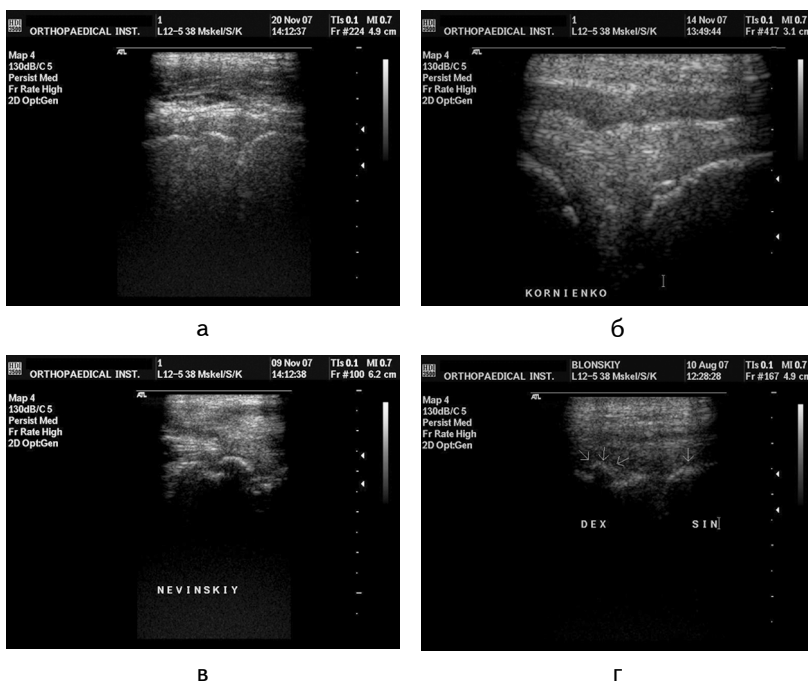 ORTHOPAEDICAL INST.
1
L12-5 38 Mskel/S/K
20 Nov 07
14:12:37
TIs 0.1 MI 0.7
Fr #224 4.9 cm
Map 4
130dB/C 5
Persist Med
Fr Rate High
2D Opt:Gen
а
ORTHOPAEDICAL INST.
1
L12-5 38 Mskel/S/K
14 Nov 07
13:49:44
TIs 0.1 MI 0.7
Fr #417 3.1 cm
Map 4
130dB/C 5
Persist Med
Fr Rate High
2D Opt:Gen
KORNIENKO
б
ORTHOPAEDICAL INST.
1
L12-5 38 Mskel/S/K
09 Nov 07
14:12:38
TIs 0.1 MI 0.7
Fr #100 6.2 cm
Map 4
130dB/C 5
Persist Med
Fr Rate High
2D Opt:Gen
NEVINSKIY
в
ORTHOPAEDICAL INST.
BLONSKIY
L12-5 38 Mskel/S/K
10 Aug 07
12:28:28
TIs 0.1 MI 0.7
Fr #167 4.9 cm
Map 4
130dB/C 5
Persist Med
Fr Rate High
2D Opt:Gen
DEX SIN
г